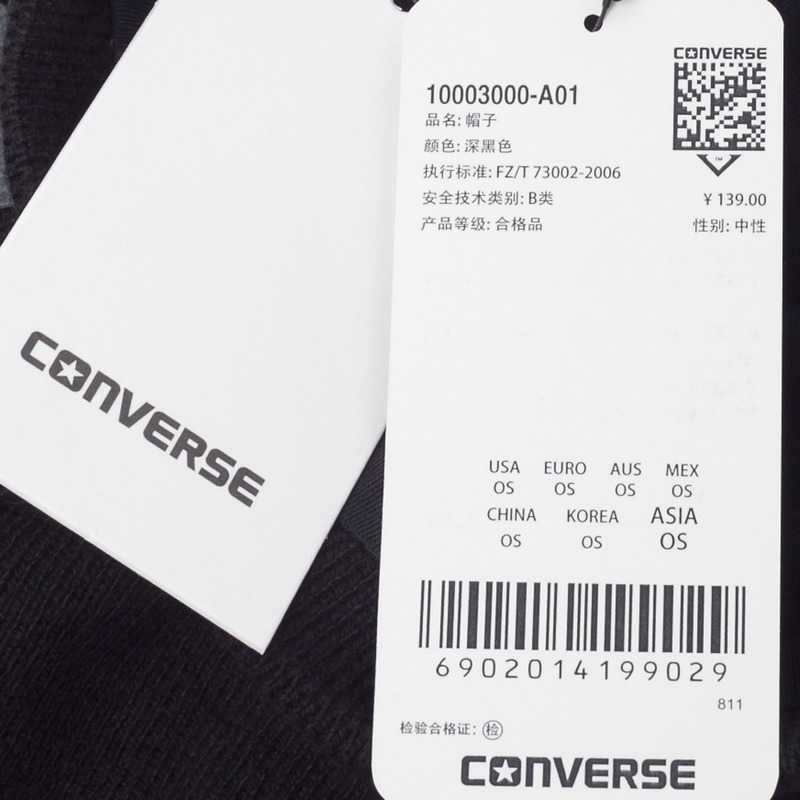 CONVERSE
CONVERSE
10003000-A01
品名: 帽子
颜色: 深黑色
执行标准: FZ/T 73002-2006
安全技术类别: B类
￥139.00
产品等级: 合格品
性别: 中性
USA EURO AUS MEX
OS OS OS OS
CHINA KOREA ASIA
OS OS OS
6902014199029
811
检验合格证: 检
CONVERSE